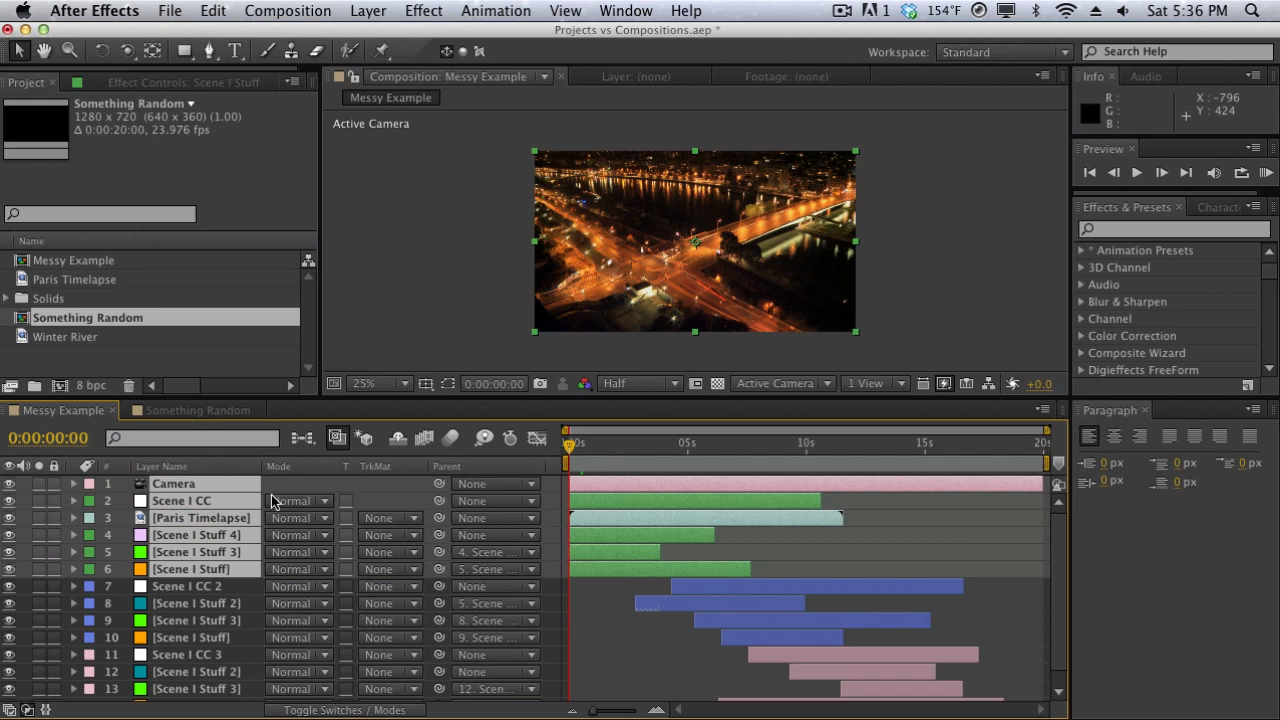 After Effects File Edit Composition Layer Effect Animation View Window Help 1 154°F Sat 5:36 PM
Projects vs Compositions.aep *
Workspace: Standard Search Help
Project Effect Controls: Scene I Stuff
Composition: Messy Example Layer: (none) Footage: (none)
Info Audio
Something Random
1280 x 720 (640 x 360) (1.00)
Δ 0:00:20:00, 23.976 fps
Messy Example
Active Camera
R :
G :
B :
X : -796
Y : 424
Preview
Effects & Presets Charact
Name
Messy Example
Paris Timelapse
Solids
Something Random
Winter River
* Animation Presets
3D Channel
Audio
Blur & Sharpen
Channel
Color Correction
Composite Wizard
Digieffects FreeForm
8 bpc
25% 0:00:00:00 Half Active Camera 1 View +0.0
Messy Example Something Random
Paragraph
0:00:00:00
05s 10s 15s 20s
# Layer Name Mode T TrkMat Parent
1 Camera None
2 Scene I CC Normal None
3 [Paris Timelapse] Normal None None
4 [Scene I Stuff 4] Normal None None
5 [Scene I Stuff 3] Normal None 4. Scene ...
6 [Scene I Stuff] Normal None 5. Scene ...
7 Scene I CC 2 Normal None None
8 [Scene I Stuff 2] Normal None 5. Scene ...
9 [Scene I Stuff 3] Normal None 8. Scene ...
10 [Scene I Stuff] Normal None 9. Scene ...
11 Scene I CC 3 Normal None None
12 [Scene I Stuff 2] Normal None None
13 [Scene I Stuff 3] Normal None 12. Scen...
0 px 0 px 0 px
0 px 0 px
Toggle Switches / Modes